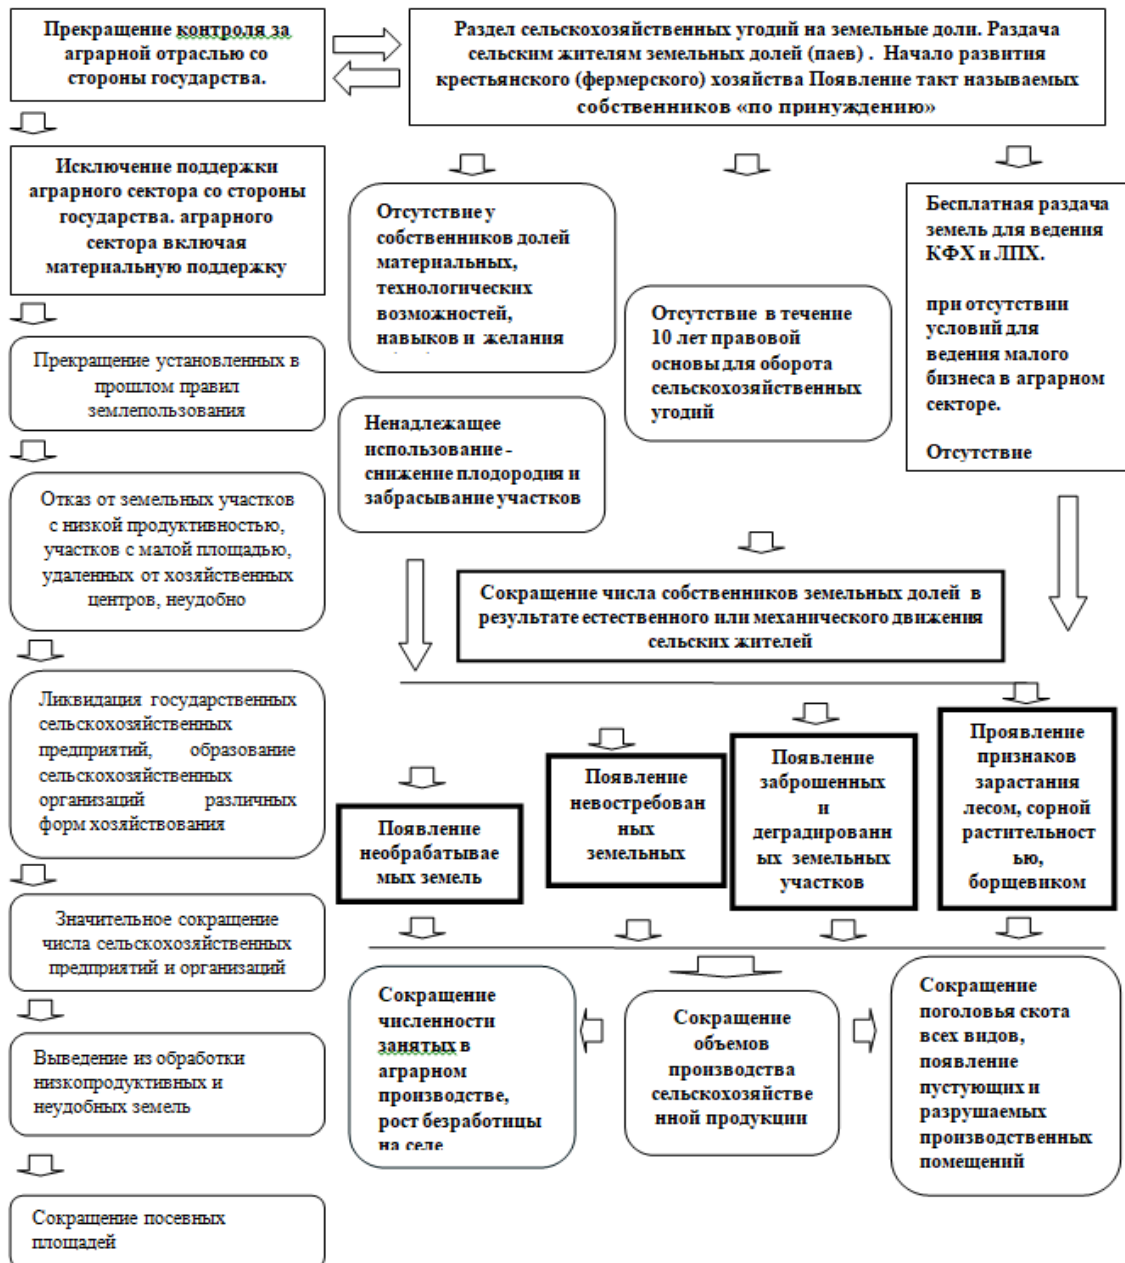 Прекращение контроля за
аграрной отраслью со
стороны государства.
Раздел сельскохозяйственных угодий на земельные доли. Раздача
сельским жителям земельных долей (паев) . Начало развития
крестьянского (фермерского) хозяйства Появление такт называемых
собственников «по принуждению»
Исключение поддержки
аграрного сектора со стороны
государства. аграрного
сектора включая
материальную поддержку
Прекращение установленных в
прошлом правил
землепользования
Отказ от земельных участков
с низкой продуктивностью,
участков с малой площадью,
удаленных от хозяйственных
центров, неудобно
Ликвидация государственных
сельскохозяйственных
предприятий, образование
сельскохозяйственных
организаций различных
форм хозяйствования
Значительное сокращение
числа сельскохозяйственных
предприятий и организаций
Выведение из обработки
низкопродуктивных и
неудобных земель
Сокращение посевных
площадей
Отсутствие у
собственников долей
материальных,
технологических
возможностей,
навыков и желания
Ненадлежащее
использование -
снижение плодородия и
забрасывание участков
Отсутствие в течение
10 лет правовой
основы для оборота
сельскохозяйственных
угодий
Бесплатная раздача
земель для ведения
КФХ и ЛПХ.
при отсутствии
условий для
ведения малого
бизнеса в аграрном
секторе.
Отсутствие
Сокращение числа собственников земельных долей в
результате естественного или механического движения
сельских жителей
Появление
необрабатывае
мых земель
Появление
невостребован
ных
земельных
Появление
заброшенных
и
деградированн
ых земельных
участков
Проявление
признаков
зарастания
лесом, сорной
растительност
ью,
борщевиком
Сокращение
численности
занятых в
аграрном
производстве,
рост безработицы
на селе
Сокращение
объемов
производства
сельскохозяйстве
нной продукции
Сокращение
поголовья скота
всех видов,
появление
пустующих и
разрушаемых
производственных
помещений